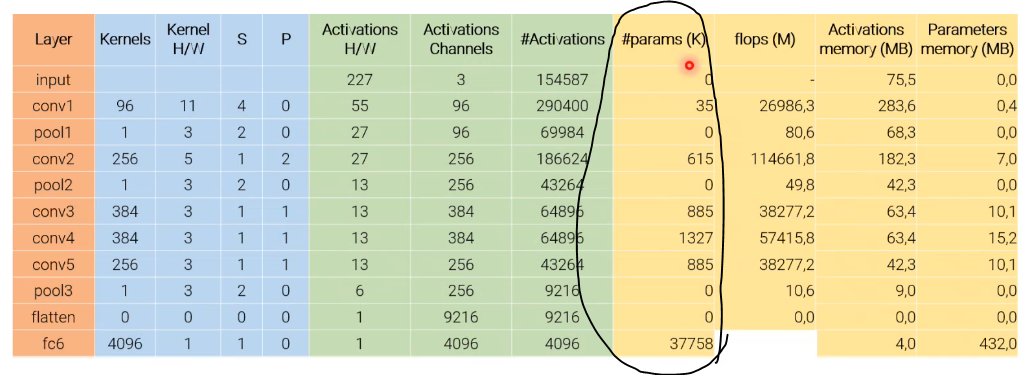 Layer Kernels Kernel H/W S P Activations H/W Activations Channels #Activations #params (K) flops (M) Activations memory (MB) Parameters memory (MB)
input 227 3 154587 0 - 75,5 0,0
conv1 96 11 4 0 55 96 290400 35 26986,3 283,6 0,4
pool1 1 3 2 0 27 96 69984 0 80,6 68,3 0,0
conv2 256 5 1 2 27 256 186624 615 114661,8 182,3 7,0
pool2 1 3 2 0 13 256 43264 0 49,8 42,3 0,0
conv3 384 3 1 1 13 384 64896 885 38277,2 63,4 10,1
conv4 384 3 1 1 13 384 64896 1327 57415,8 63,4 15,2
conv5 256 3 1 1 13 256 43264 885 38277,2 42,3 10,1
pool3 1 3 2 0 6 256 9216 0 10,6 9,0 0,0
flatten 0 0 0 0 1 9216 9216 0 0,0 0,0 0,0
fc6 4096 1 1 0 1 4096 4096 37758 4,0 432,0